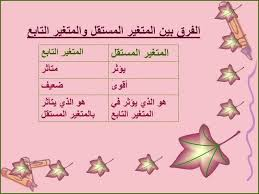 الفرق بين المتغير المستقل والمتغير التابع
المتغير المستقل المتغير التابع
يؤثر متأثر
أقوى ضعيف
هو الذي يؤثر في هو الذي يتأثر
المتغير التابع بالمتغير المستقل